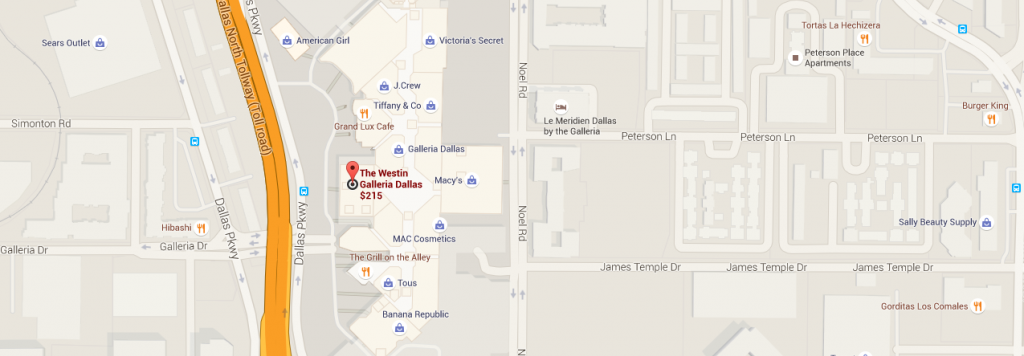 Dallas Pkwy
Tortas La Hechizera
Sears Outlet
American Girl
Victoria's Secret
Dallas North Tollway (Toll road)
Peterson Place
Apartments
Noel Rd
J.Crew
Tiffany & Co
Burger King
Le Meridien Dallas
by the Galleria
Simonton Rd
Grand Lux Cafe
Peterson Ln
Peterson Ln
Peterson Ln
Galleria Dallas
The Westin
Galleria Dallas
$215
Macy's
Dallas Pkwy
Hibashi
Dallas Pkwy
Noel Rd
Sally Beauty Supply
MAC Cosmetics
Galleria Dr
Galleria Dr
The Grill on the Alley
James Temple Dr
James Temple Dr
James Temple Dr
Tous
Gorditas Los Comales
Banana Republic